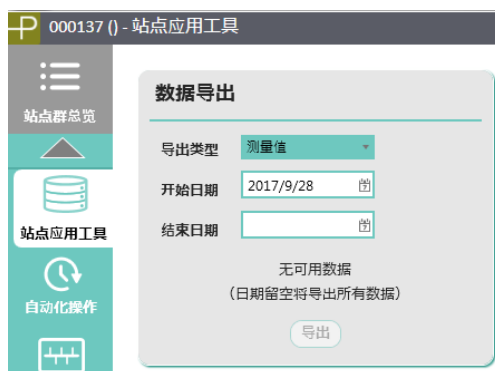 000137 () - 站点应用工具
站点群总览
数据导出
导出类型 测量值
开始日期 2017/9/28
站点应用工具
结束日期
无可用数据
(日期留空将导出所有数据)
自动化操作
导出